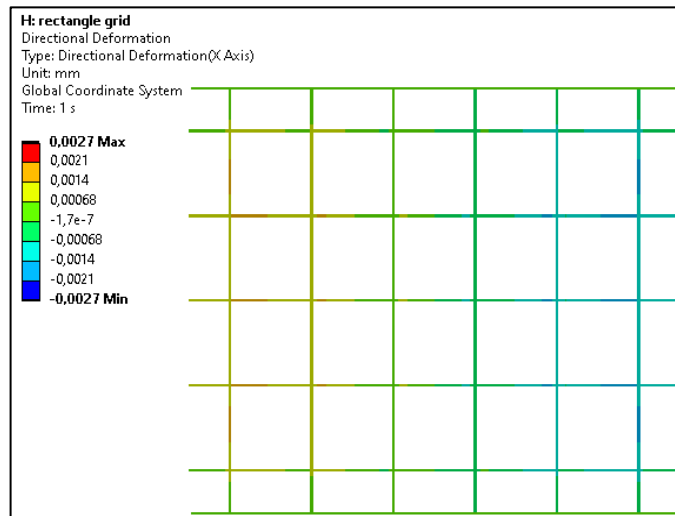 H: rectangle grid
Directional Deformation
Type: Directional Deformation(X Axis)
Unit: mm
Global Coordinate System
Time: 1 s
0,0027 Max
0,0021
0,0014
0,00068
-1,7e-7
-0,00068
-0,0014
-0,0021
-0,0027 Min